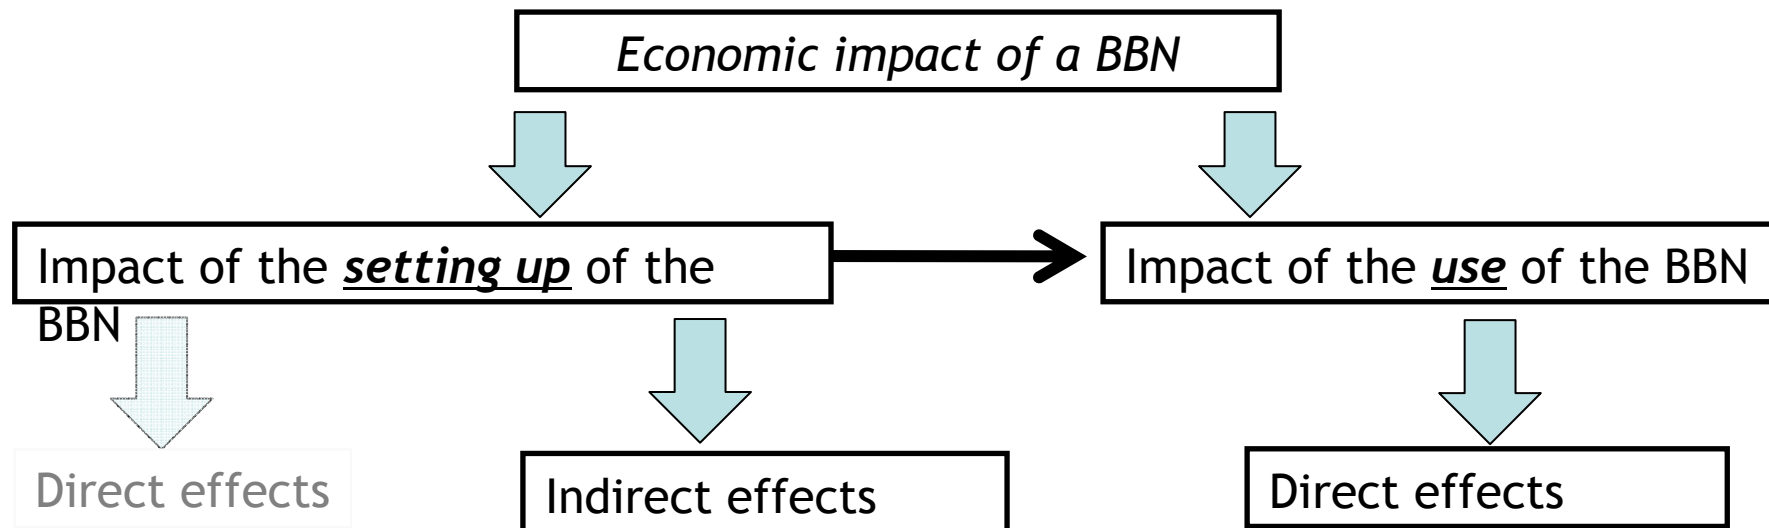 Economic impact of a BBN
Impact of the setting up of the
BBN
Impact of the use of the BBN
Direct effects
Indirect effects
Direct effects